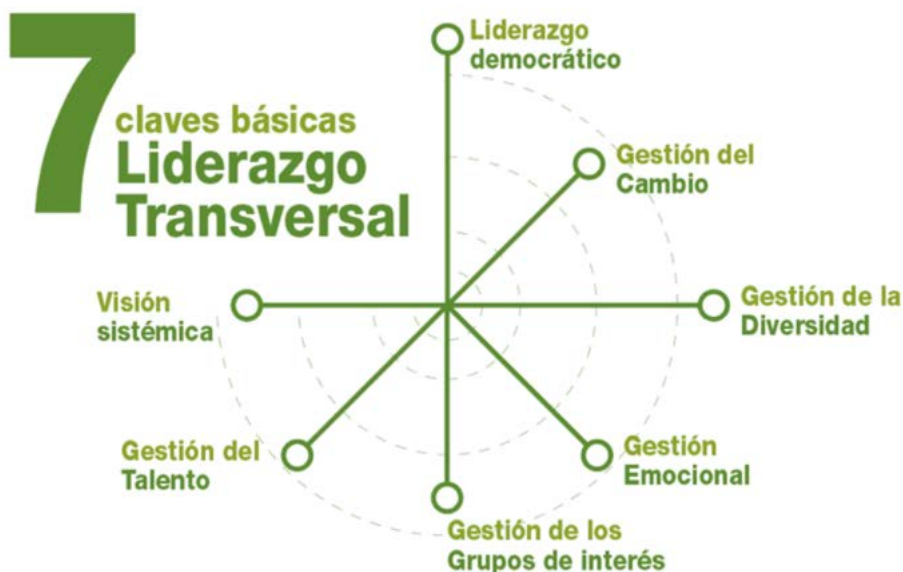 7
claves básicas
Liderazgo
Transversal
Liderazgo
democrático
Gestión del
Cambio
Gestión de la
Diversidad
Gestión
Emocional
Gestión de los
Grupos de interés
Gestión del
Talento
Visión
sistémica